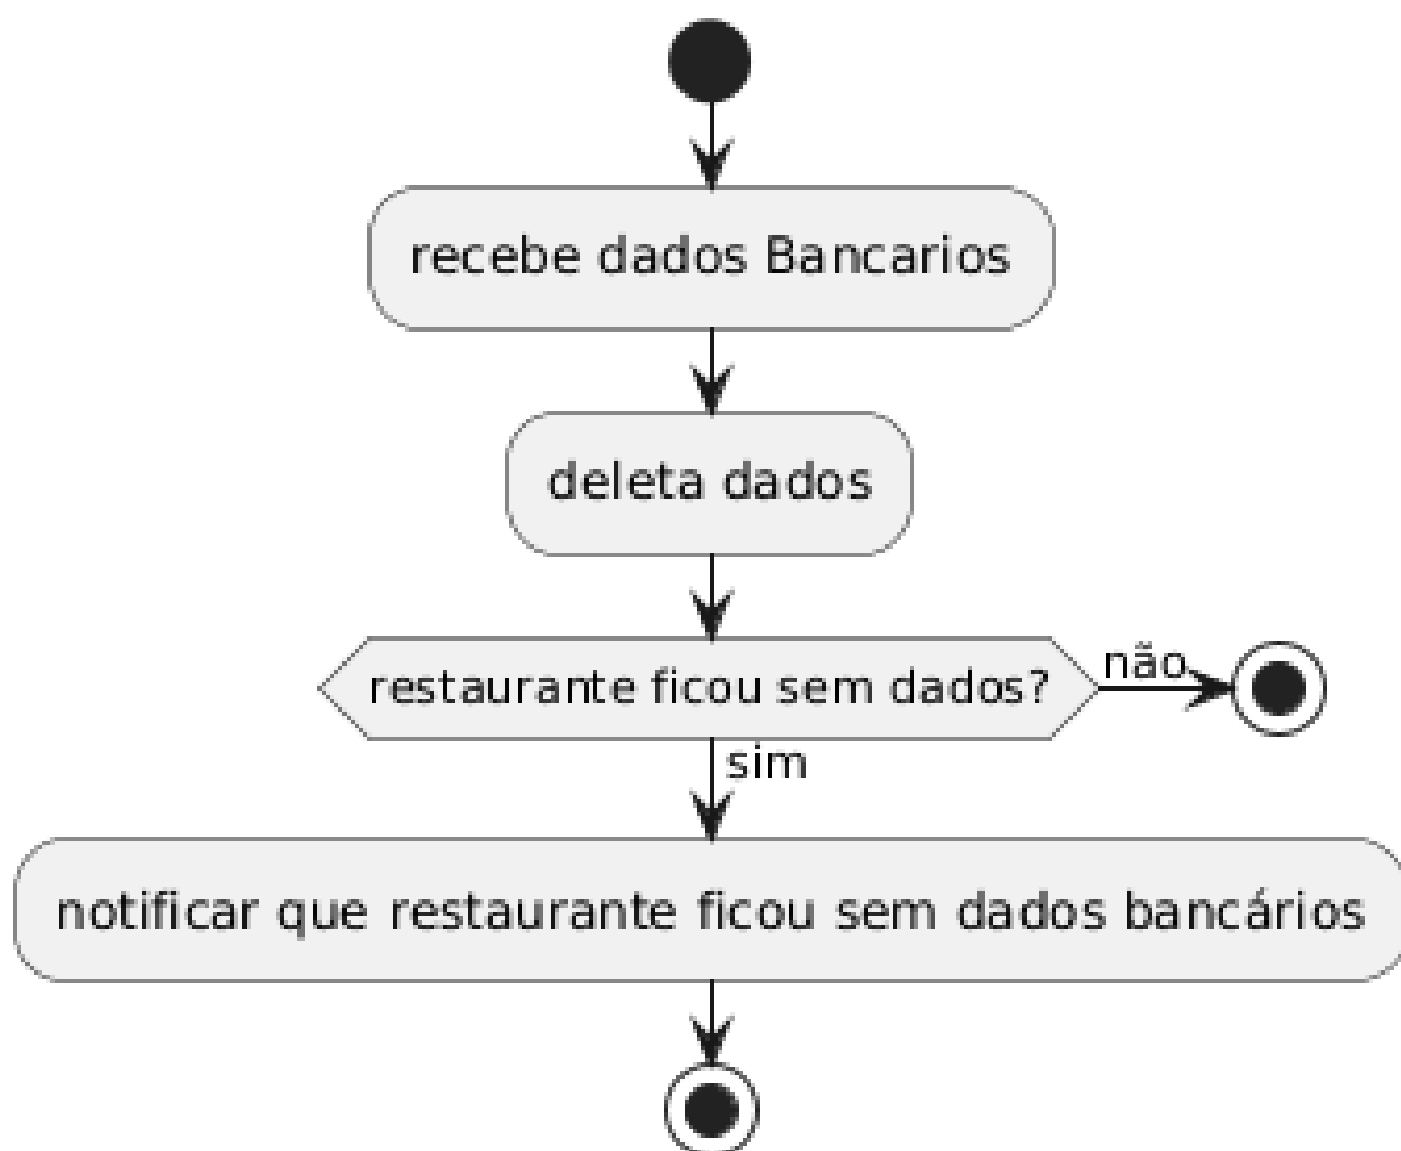 recebe dados Bancarios
deleta dados
restaurante ficou sem dados?
não
sim
notificar que restaurante ficou sem dados bancários